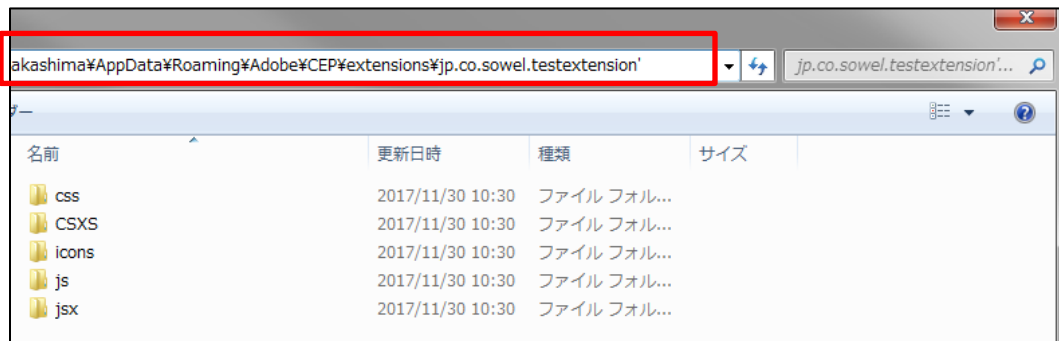 akashima¥AppData¥Roaming¥Adobe¥CEP¥extensions¥jp.co.sowel.testextension' jp.co.sowel.testextension'...
ダー
名前 更新日時 種類 サイズ
css 2017/11/30 10:30 ファイル フォル...
CSXS 2017/11/30 10:30 ファイル フォル...
icons 2017/11/30 10:30 ファイル フォル...
js 2017/11/30 10:30 ファイル フォル...
jsx 2017/11/30 10:30 ファイル フォル...